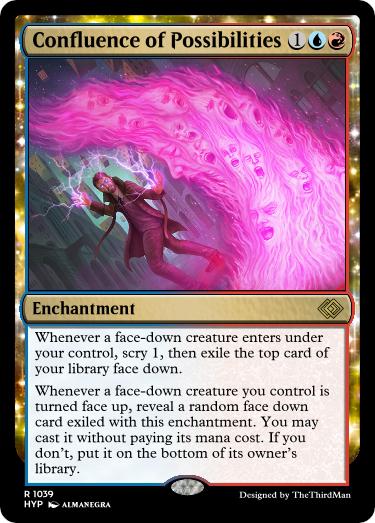 Confluence of Possibilities 1
Enchantment
Whenever a face-down creature enters under
your control, scry 1, then exile the top card of
your library face down.
Whenever a face-down creature you control is
turned face up, reveal a random face down
card exiled with this enchantment. You may
cast it without paying its mana cost. If you
don't, put it on the bottom of its owner's
library.
R 1039
HYP ALMANEGRA
Designed by TheThirdMan